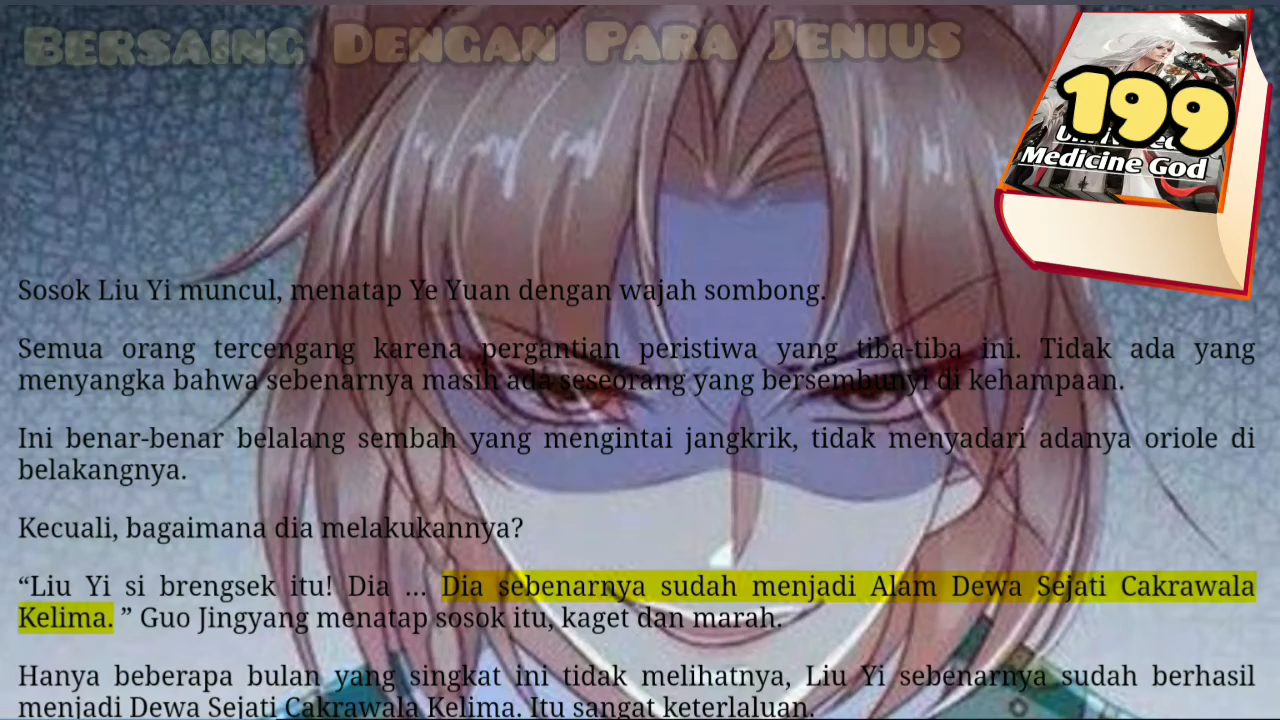 Bersaing Dengan Para Jenius
199
Medicine God
Sosok Liu Yi muncul, menatap Ye Yuan dengan wajah sombong.
Semua orang tercengang karena pergantian peristiwa yang tiba-tiba ini. Tidak ada yang
menyangka bahwa sebenarnya masih ada seseorang yang bersembunyi di kehampaan.
Ini benar-benar belalang sembah yang mengintai jangkrik, tidak menyadari adanya oriole di
belakangnya.
Kecuali, bagaimana dia melakukannya?
“Liu Yi si brengsek itu! Dia ... Dia sebenarnya sudah menjadi Alam Dewa Sejati Cakrawala
Kelima. ” Guo Jingyang menatap sosok itu, kaget dan marah.
Hanya beberapa bulan yang singkat ini tidak melihatnya, Liu Yi sebenarnya sudah berhasil
menjadi Dewa Sejati Cakrawala Kelima. Itu sangat keterlaluan.